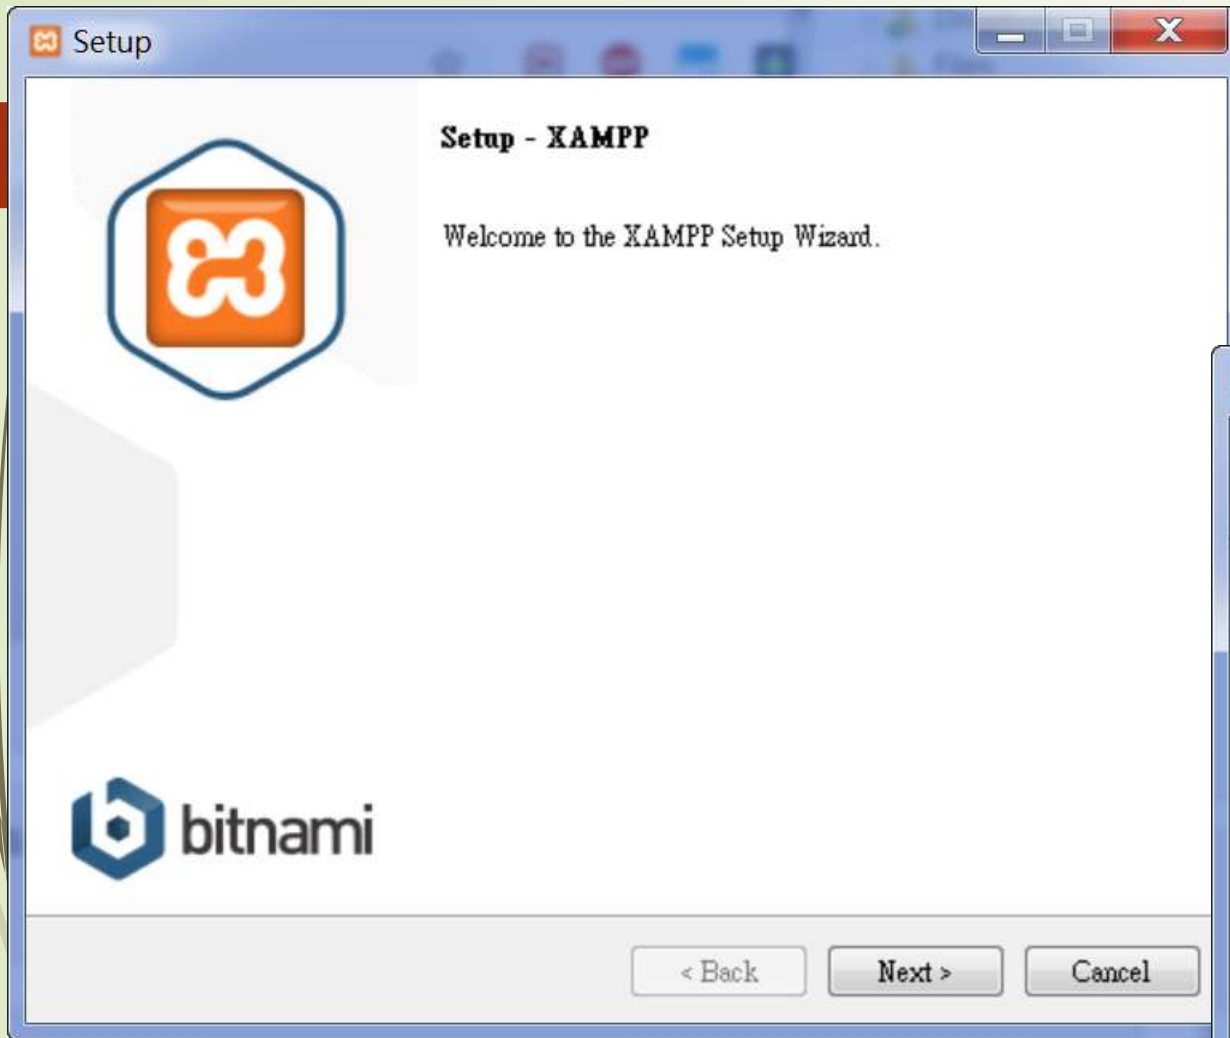 Setup
Setup - XAMPP
Welcome to the XAMPP Setup Wizard.
bitnami
< Back
Next >
Cancel